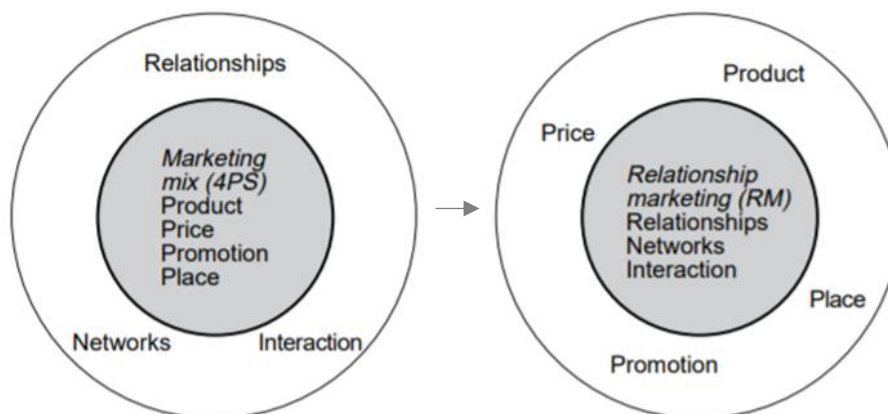 Relationships
Marketing
mix (4PS)
Product
Price
Promotion
Place
Networks
Interaction
Product
Price
Relationship
marketing (RM)
Relationships
Networks
Interaction
Place
Promotion